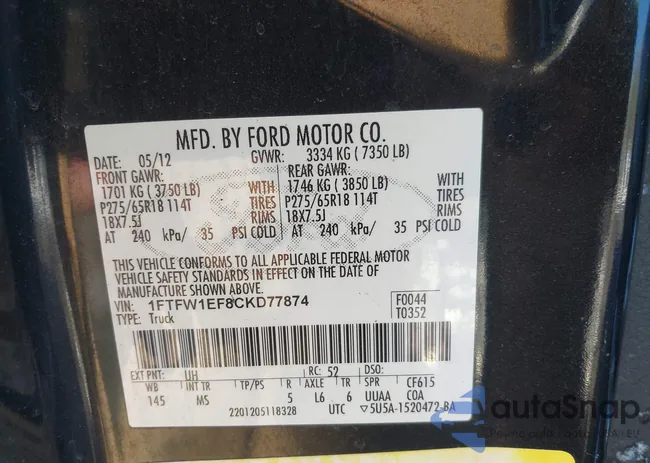 MFD. BY FORD MOTOR CO.
DATE: 05/12 GVWR: 3334 KG ( 7350 LB)
FRONT GAWR: REAR GAWR:
1701 KG ( 3750 LB) WITH 1746 KG ( 3850 LB) WITH
P275/65R18 114T TIRES P275/65R18 114T TIRES
18X7.5J RIMS 18X7.5J RIMS
AT 240 kPa/ 35 PSI COLD AT 240 kPa/ 35 PSI COLD
THIS VEHICLE CONFORMS TO ALL APPLICABLE FEDERAL MOTOR
VEHICLE SAFETY STANDARDS IN EFFECT ON THE DATE OF
MANUFACTURE SHOWN ABOVE.
VIN: 1FTFW1EF8CKD77874 F0044
TYPE: Truck T0352
EXT PNT: UH RC: 52 DSO:
WB INT TR TP/PS R AXLE TR SPR CF615
145 MS 5 L6 6 UUAA COA
2201205118328 UTC ▽5U5A-1520472-BA
autoSnap